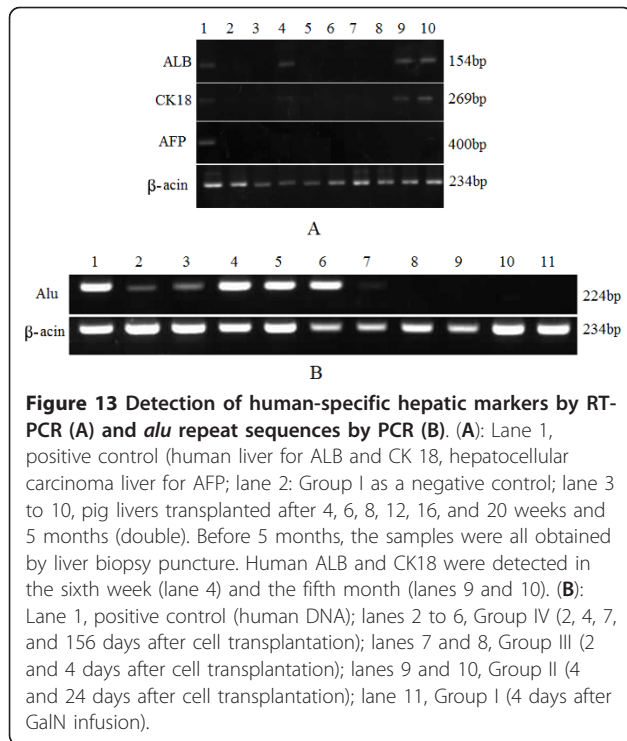 1 2 3 4 5 6 7 8 9 10
ALB 154bp
CK18 269bp
AFP 400bp
β-acin 234bp
A
1 2 3 4 5 6 7 8 9 10 11
Alu 224bp
β-acin 234bp
B
Figure 13 Detection of human-specific hepatic markers by RT-
PCR (A) and alu repeat sequences by PCR (B). (A): Lane 1,
positive control (human liver for ALB and CK 18, hepatocellular
carcinoma liver for AFP; lane 2: Group I as a negative control; lane 3
to 10, pig livers transplanted after 4, 6, 8, 12, 16, and 20 weeks and
5 months (double). Before 5 months, the samples were all obtained
by liver biopsy puncture. Human ALB and CK18 were detected in
the sixth week (lane 4) and the fifth month (lanes 9 and 10). (B):
Lane 1, positive control (human DNA); lanes 2 to 6, Group IV (2, 4, 7,
and 156 days after cell transplantation); lanes 7 and 8, Group III (2
and 4 days after cell transplantation); lanes 9 and 10, Group II (4
and 24 days after cell transplantation); lane 11, Group I (4 days after
GalN infusion).